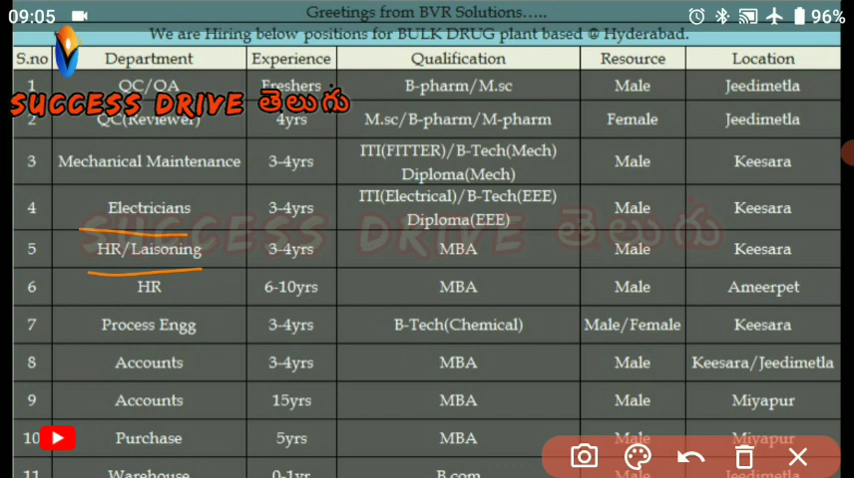 09:05
96%
Greetings from BVR Solutions.....
We are Hiring below positions for BULK DRUG plant based @ Hyderabad.
S.no Department Experience Qualification Resource Location
1 QC/QA Freshers B-pharm/M.sc Male Jeedimetla
SUCCESS DRIVE తెలుగు
2 QC(Reviewer) 4yrs M.sc/B-pharm/M-pharm Female Jeedimetla
3 Mechanical Maintenance 3-4yrs ITI(FITTER)/B-Tech(Mech) Diploma(Mech) Male Keesara
4 Electricians 3-4yrs ITI(Electrical)/B-Tech(EEE) Diploma(EEE) Male Keesara
SUCCESS DRIVE తెలుగు
5 HR/Laisoning 3-4yrs MBA Male Keesara
6 HR 6-10yrs MBA Male Ameerpet
7 Process Engg 3-4yrs B-Tech(Chemical) Male/Female Keesara
8 Accounts 3-4yrs MBA Male Keesara/Jeedimetla
9 Accounts 15yrs MBA Male Miyapur
10 Purchase 5yrs MBA Male Miyapur
11 Warehouse 0-1yr B.com Male Jeedimetla